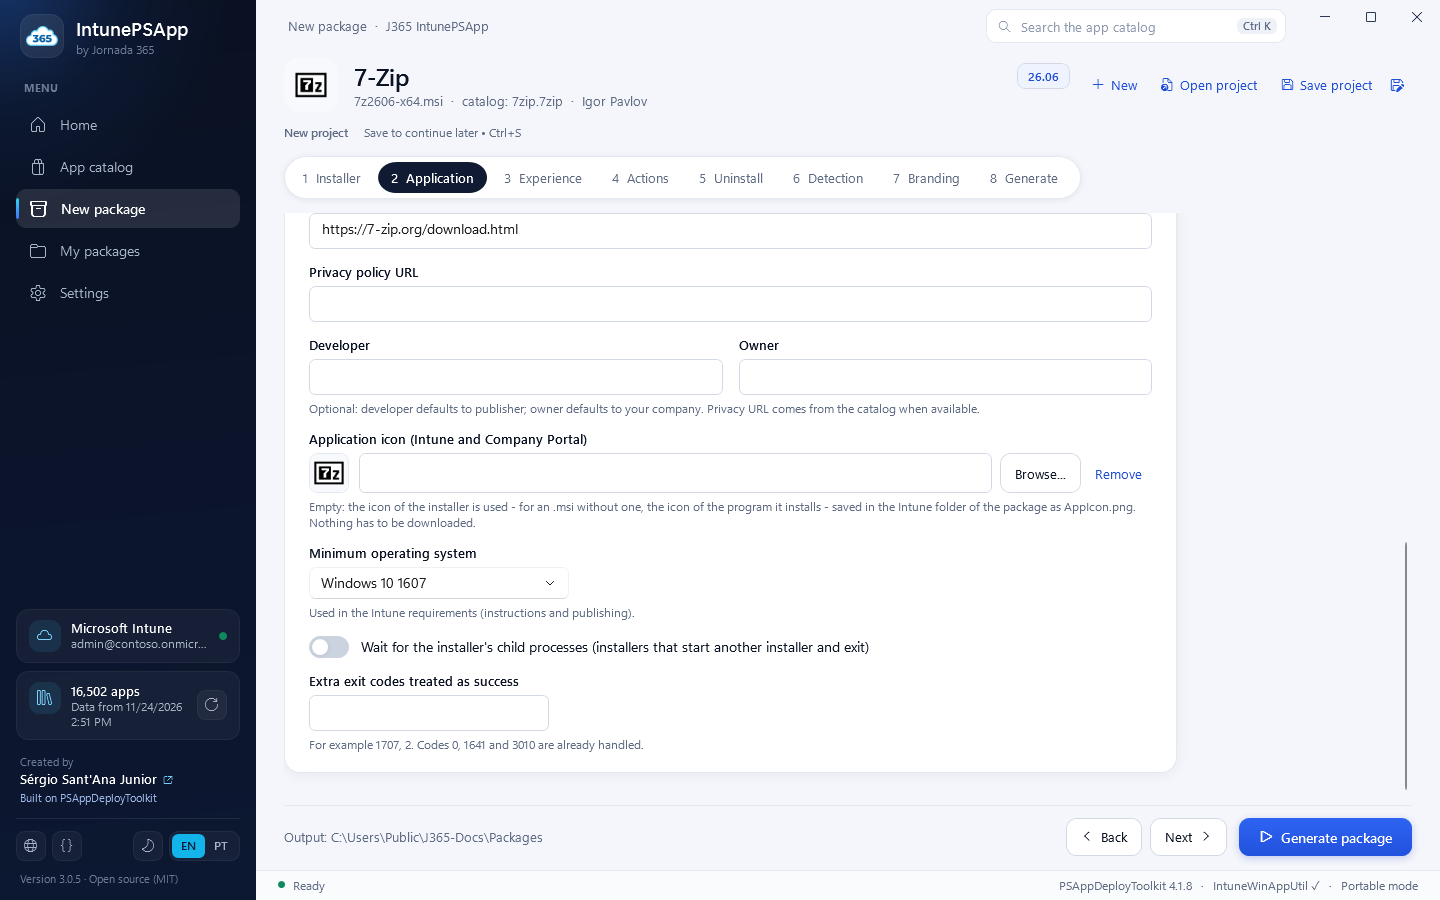 365
IntunePSApp
by Jornada 365
MENU
Home
App catalog
New package
My packages
Settings
Microsoft Intune
admin@contoso.onmicr...
16,502 apps
Data from 11/24/2026
2:51 PM
Created by
Sérgio Sant'Ana Junior
Built on PSAppDeployToolkit
{}
EN PT
Version 3.0.5 · Open source (MIT)
New package · J365 IntunePSApp
Search the app catalog Ctrl K
7z
7-Zip
7z2606-x64.msi · catalog: 7zip.7zip · Igor Pavlov
26.06
New
Open project
Save project
New project Save to continue later • Ctrl+S
1 Installer
2 Application
3 Experience
4 Actions
5 Uninstall
6 Detection
7 Branding
8 Generate
https://7-zip.org/download.html
Privacy policy URL
Developer Owner
Optional: developer defaults to publisher; owner defaults to your company. Privacy URL comes from the catalog when available.
Application icon (Intune and Company Portal)
7z
Browse...
Remove
Empty: the icon of the installer is used - for an .msi without one, the icon of the program it installs - saved in the Intune folder of the package as AppIcon.png.
Nothing has to be downloaded.
Minimum operating system
Windows 10 1607
Used in the Intune requirements (instructions and publishing).
Wait for the installer's child processes (installers that start another installer and exit)
Extra exit codes treated as success
For example 1707, 2. Codes 0, 1641 and 3010 are already handled.
Output: C:\Users\Public\J365-Docs\Packages
Back
Next
Generate package
Ready
PSAppDeployToolkit 4.1.8 · IntuneWinAppUtil ✓ · Portable mode